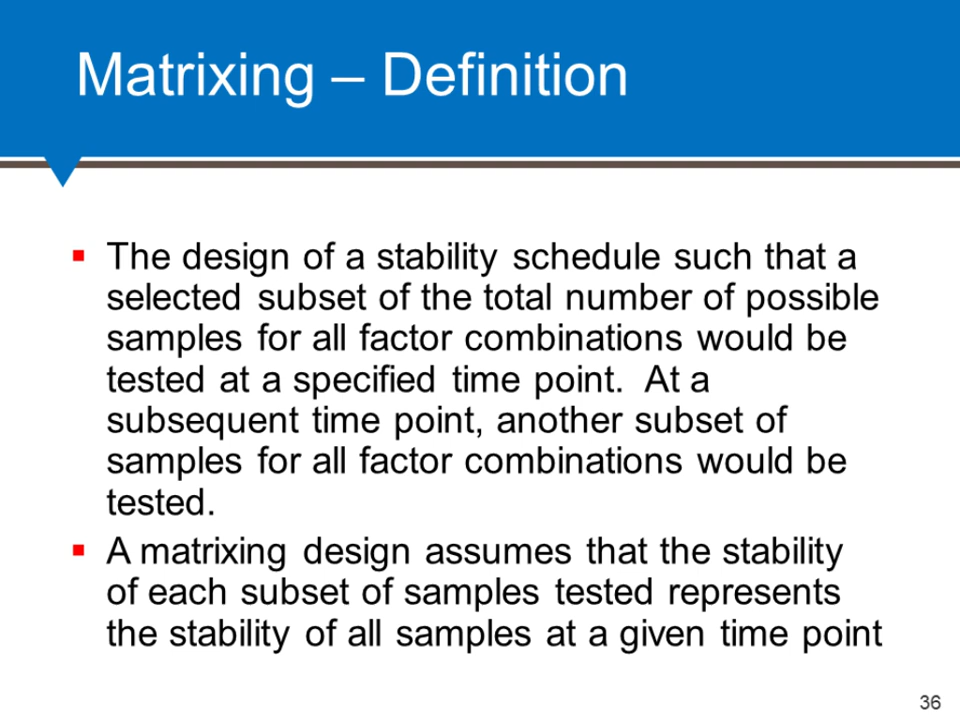 Matrixing – Definition
The design of a stability schedule such that a
selected subset of the total number of possible
samples for all factor combinations would be
tested at a specified time point.  At a
subsequent time point, another subset of
samples for all factor combinations would be
tested.
A matrixing design assumes that the stability
of each subset of samples tested represents
the stability of all samples at a given time point
36